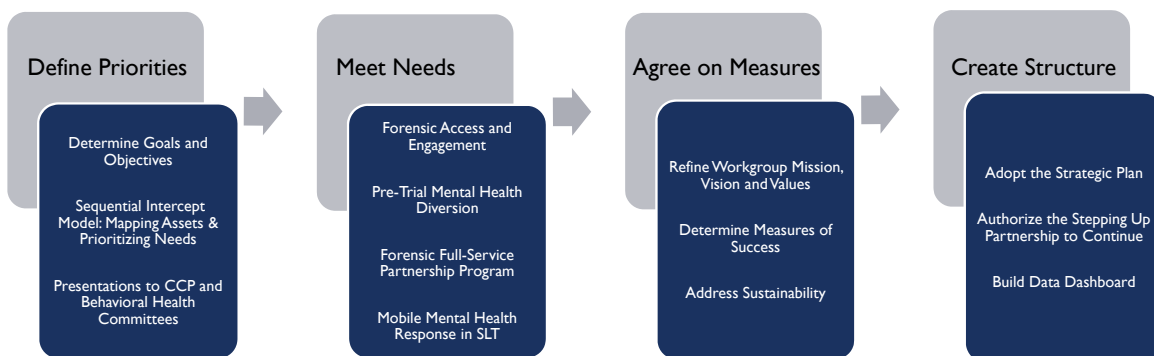 Define Priorities
Determine Goals and
Objectives
Sequential Intercept
Model: Mapping Assets &
Prioritizing Needs
Presentations to CCP and
Behavioral Health
Committees
Meet Needs
Forensic Access and
Engagement
Pre-Trial Mental Health
Diversion
Forensic Full-Service
Partnership Program
Mobile Mental Health
Response in SLT
Agree on Measures
Refine Workgroup Mission,
Vision and Values
Determine Measures of
Success
Address Sustainability
Create Structure
Adopt the Strategic Plan
Authorize the Stepping Up
Partnership to Continue
Build Data Dashboard